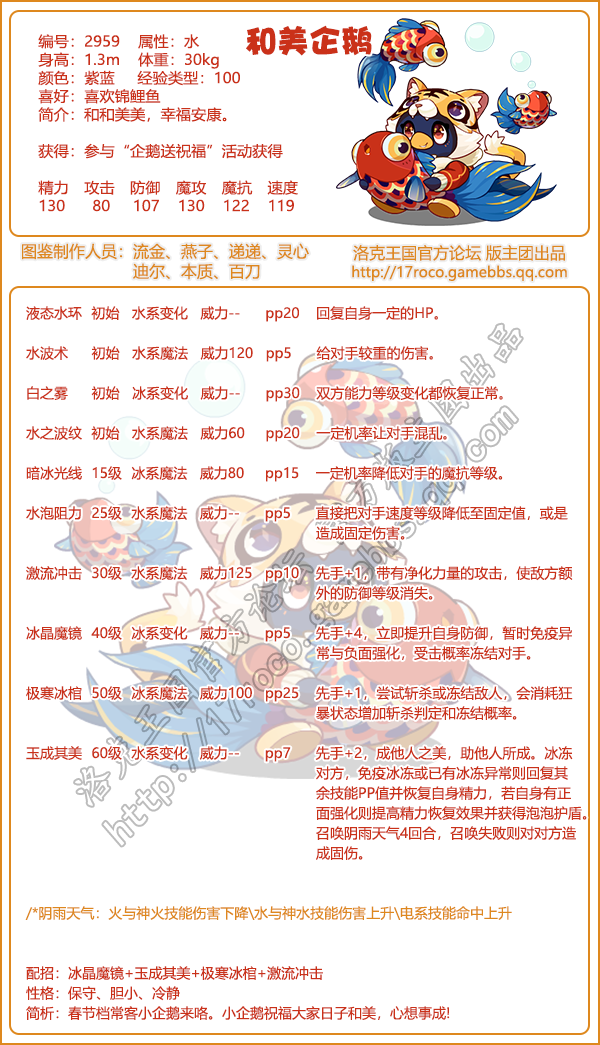 和美企鹅
编号：2959 属性：水
身高：1.3m 体重：30kg
颜色：紫蓝 经验类型：100
喜好：喜欢锦鲤鱼
简介：和和美美，幸福安康。
获得：参与“企鹅送祝福”活动获得
精力 攻击 防御 魔攻 魔抗 速度
130 80 107 130 122 119
图鉴制作人员：流金、燕子、递递、灵心
迪尔、本质、百刀
洛克王国官方论坛 版主团出品
http://17roco.gamebbs.qq.com
液态水环 初始 水系变化 威力-- pp20 回复自身一定的HP。
水波术 初始 水系魔法 威力120 pp5 给对手较重的伤害。
白之雾 初始 冰系变化 威力-- pp30 双方能力等级变化都恢复正常。
水之波纹 初始 水系魔法 威力60 pp20 一定机率让对手混乱。
暗冰光线 15级 冰系魔法 威力80 pp15 一定机率降低对手的魔抗等级。
水泡阻力 25级 水系魔法 威力-- pp5 直接把对手速度等级降低至固定值，或是
造成固定伤害。
激流冲击 30级 水系魔法 威力125 pp10 先手+1，带有净化力量的攻击，使敌方额
外的防御等级消失。
冰晶魔镜 40级 冰系变化 威力-- pp5 先手+4，立即提升自身防御，暂时免疫异
常与负面强化，受击概率冻结对手。
极寒冰棺 50级 冰系魔法 威力100 pp25 先手+1，尝试斩杀或冻结敌人，会消耗狂
暴状态增加斩杀判定和冻结概率。
玉成其美 60级 水系变化 威力-- pp7 先手+2，成他人之美，助他人所成。冰冻
对方，免疫冰冻或已有冰冻异常则回复其
余技能PP值并恢复自身精力，若自身有正
面强化则提高精力恢复效果并获得泡泡护盾。
召唤阴雨天气4回合，召唤失败则对对方造
成固伤。
/*阴雨天气：火与神火技能伤害下降\水与神水技能伤害上升\电系技能命中上升
配招：冰晶魔镜+玉成其美+极寒冰棺+激流冲击
性格：保守、胆小、冷静
简析：春节档常客小企鹅来咯。小企鹅祝福大家日子和美，心想事成!
洛克王国官方论坛版主团出品
http://17roco.gamebbs.qq.com